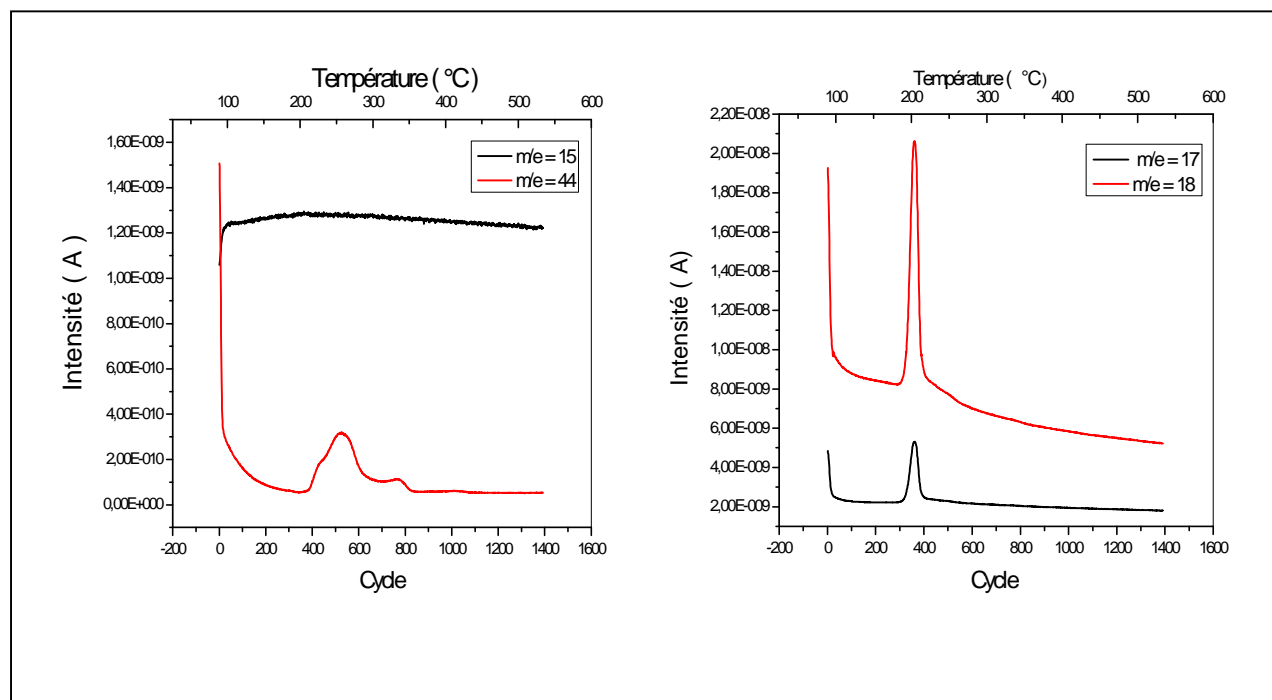 Température ( °C)
100 200 300 400 500 600
1,60E-009
1,40E-009
1,20E-009
1,00E-009
8,00E-010
6,00E-010
4,00E-010
2,00E-010
0,00E+000
Intensité ( A )
m/e = 15
m/e = 44
-200 0 200 400 600 800 1000 1200 1400 1600
Cycle
Température ( °C)
0 100 200 300 400 500 600
2,20E-008
2,00E-008
1,80E-008
1,60E-008
1,40E-008
1,20E-008
1,00E-008
8,00E-009
6,00E-009
4,00E-009
2,00E-009
Intensité ( A)
m/e = 17
m/e = 18
-200 0 200 400 600 800 1000 1200 1400 1600
Cycle